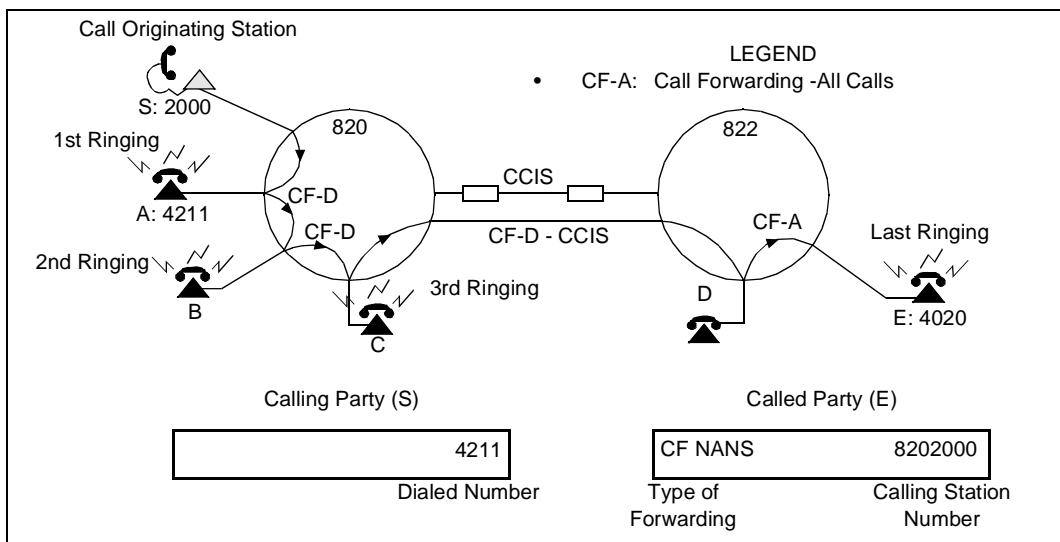 Call Originating Station
LEGEND
• CF-A: Call Forwarding -All Calls
S: 2000
820
822
1st Ringing
CCIS
CF-D
A: 4211
CF-D
CF-D - CCIS
CF-A
Last Ringing
2nd Ringing
3rd Ringing
D
B
C
E: 4020
Calling Party (S)
Called Party (E)
4211
CF NANS 8202000
Dialed Number
Type of Forwarding
Calling Station Number